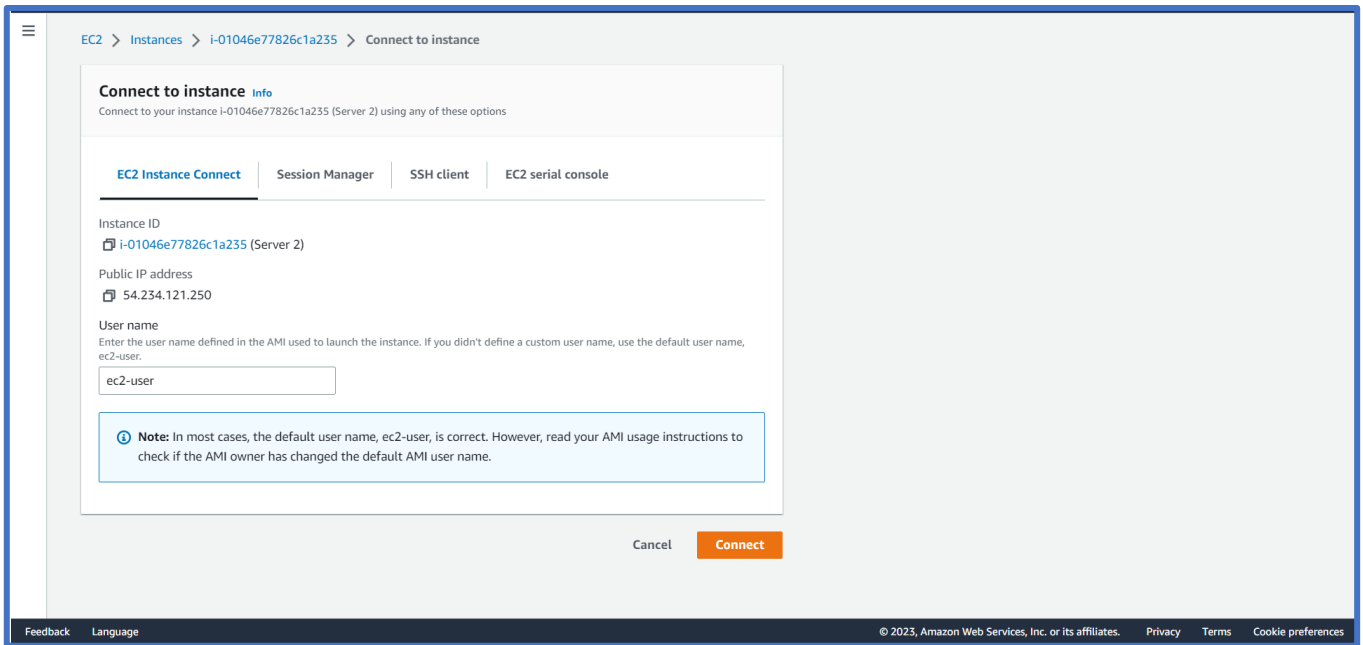 EC2 > Instances > i-01046e77826c1a235 > Connect to instance
Connect to instance Info
Connect to your instance i-01046e77826c1a235 (Server 2) using any of these options
EC2 Instance Connect Session Manager SSH client EC2 serial console
Instance ID
i-01046e77826c1a235 (Server 2)
Public IP address
54.234.121.250
User name
Enter the user name defined in the AMI used to launch the instance. If you didn't define a custom user name, use the default user name,
ec2-user.
ec2-user
Note: In most cases, the default user name, ec2-user, is correct. However, read your AMI usage instructions to
check if the AMI owner has changed the default AMI user name.
Cancel Connect
Feedback Language © 2023, Amazon Web Services, Inc. or its affiliates. Privacy Terms Cookie preferences